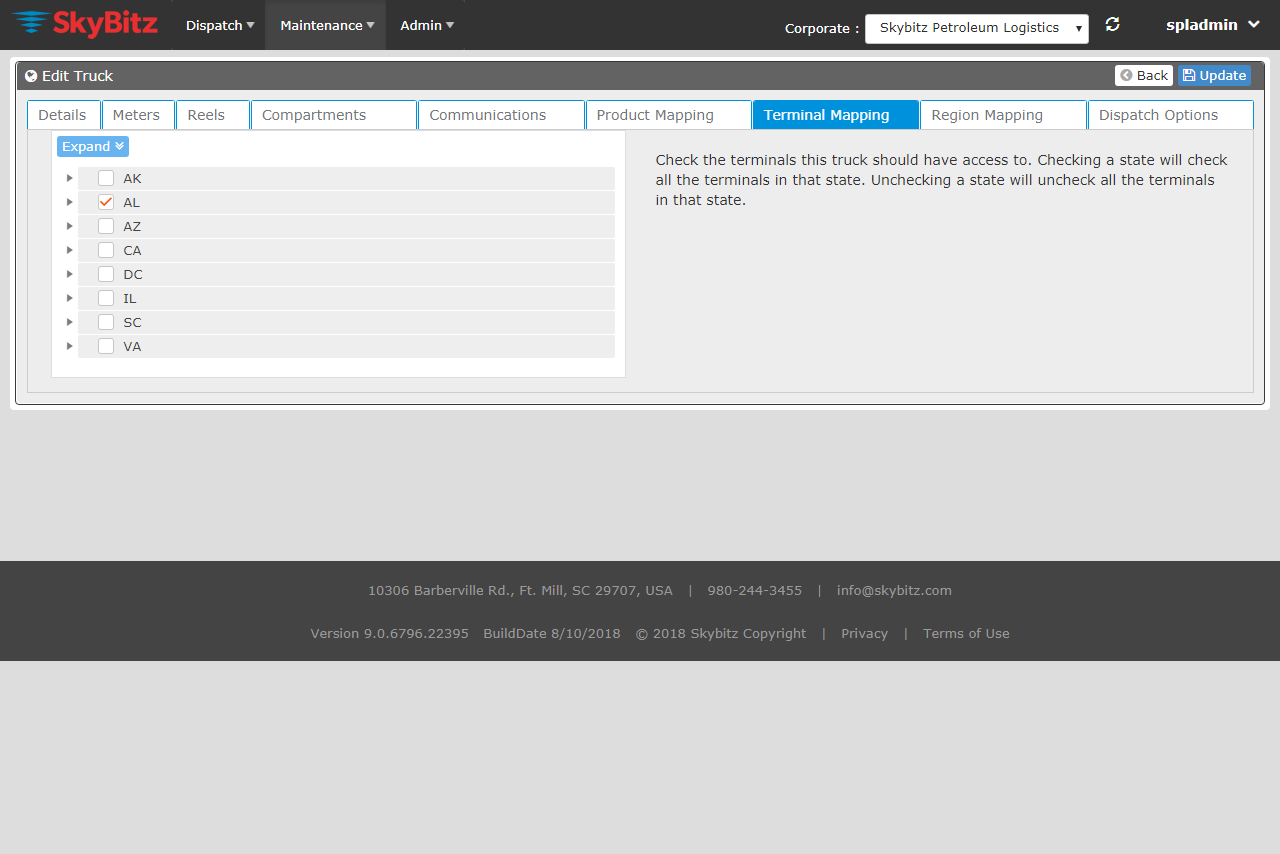 SkyBitz Dispatch Maintenance Admin Corporate : Skybitz Petroleum Logistics spladmin
Edit Truck Back Update
Details Meters Reels Compartments Communications Product Mapping Terminal Mapping Region Mapping Dispatch Options
Expand
AK
AL
AZ
CA
DC
IL
SC
VA
Check the terminals this truck should have access to. Checking a state will check
all the terminals in that state. Unchecking a state will uncheck all the terminals
in that state.
10306 Barberville Rd., Ft. Mill, SC 29707, USA | 980-244-3455 | info@skybitz.com
Version 9.0.6796.22395 BuildDate 8/10/2018 © 2018 Skybitz Copyright | Privacy | Terms of Use